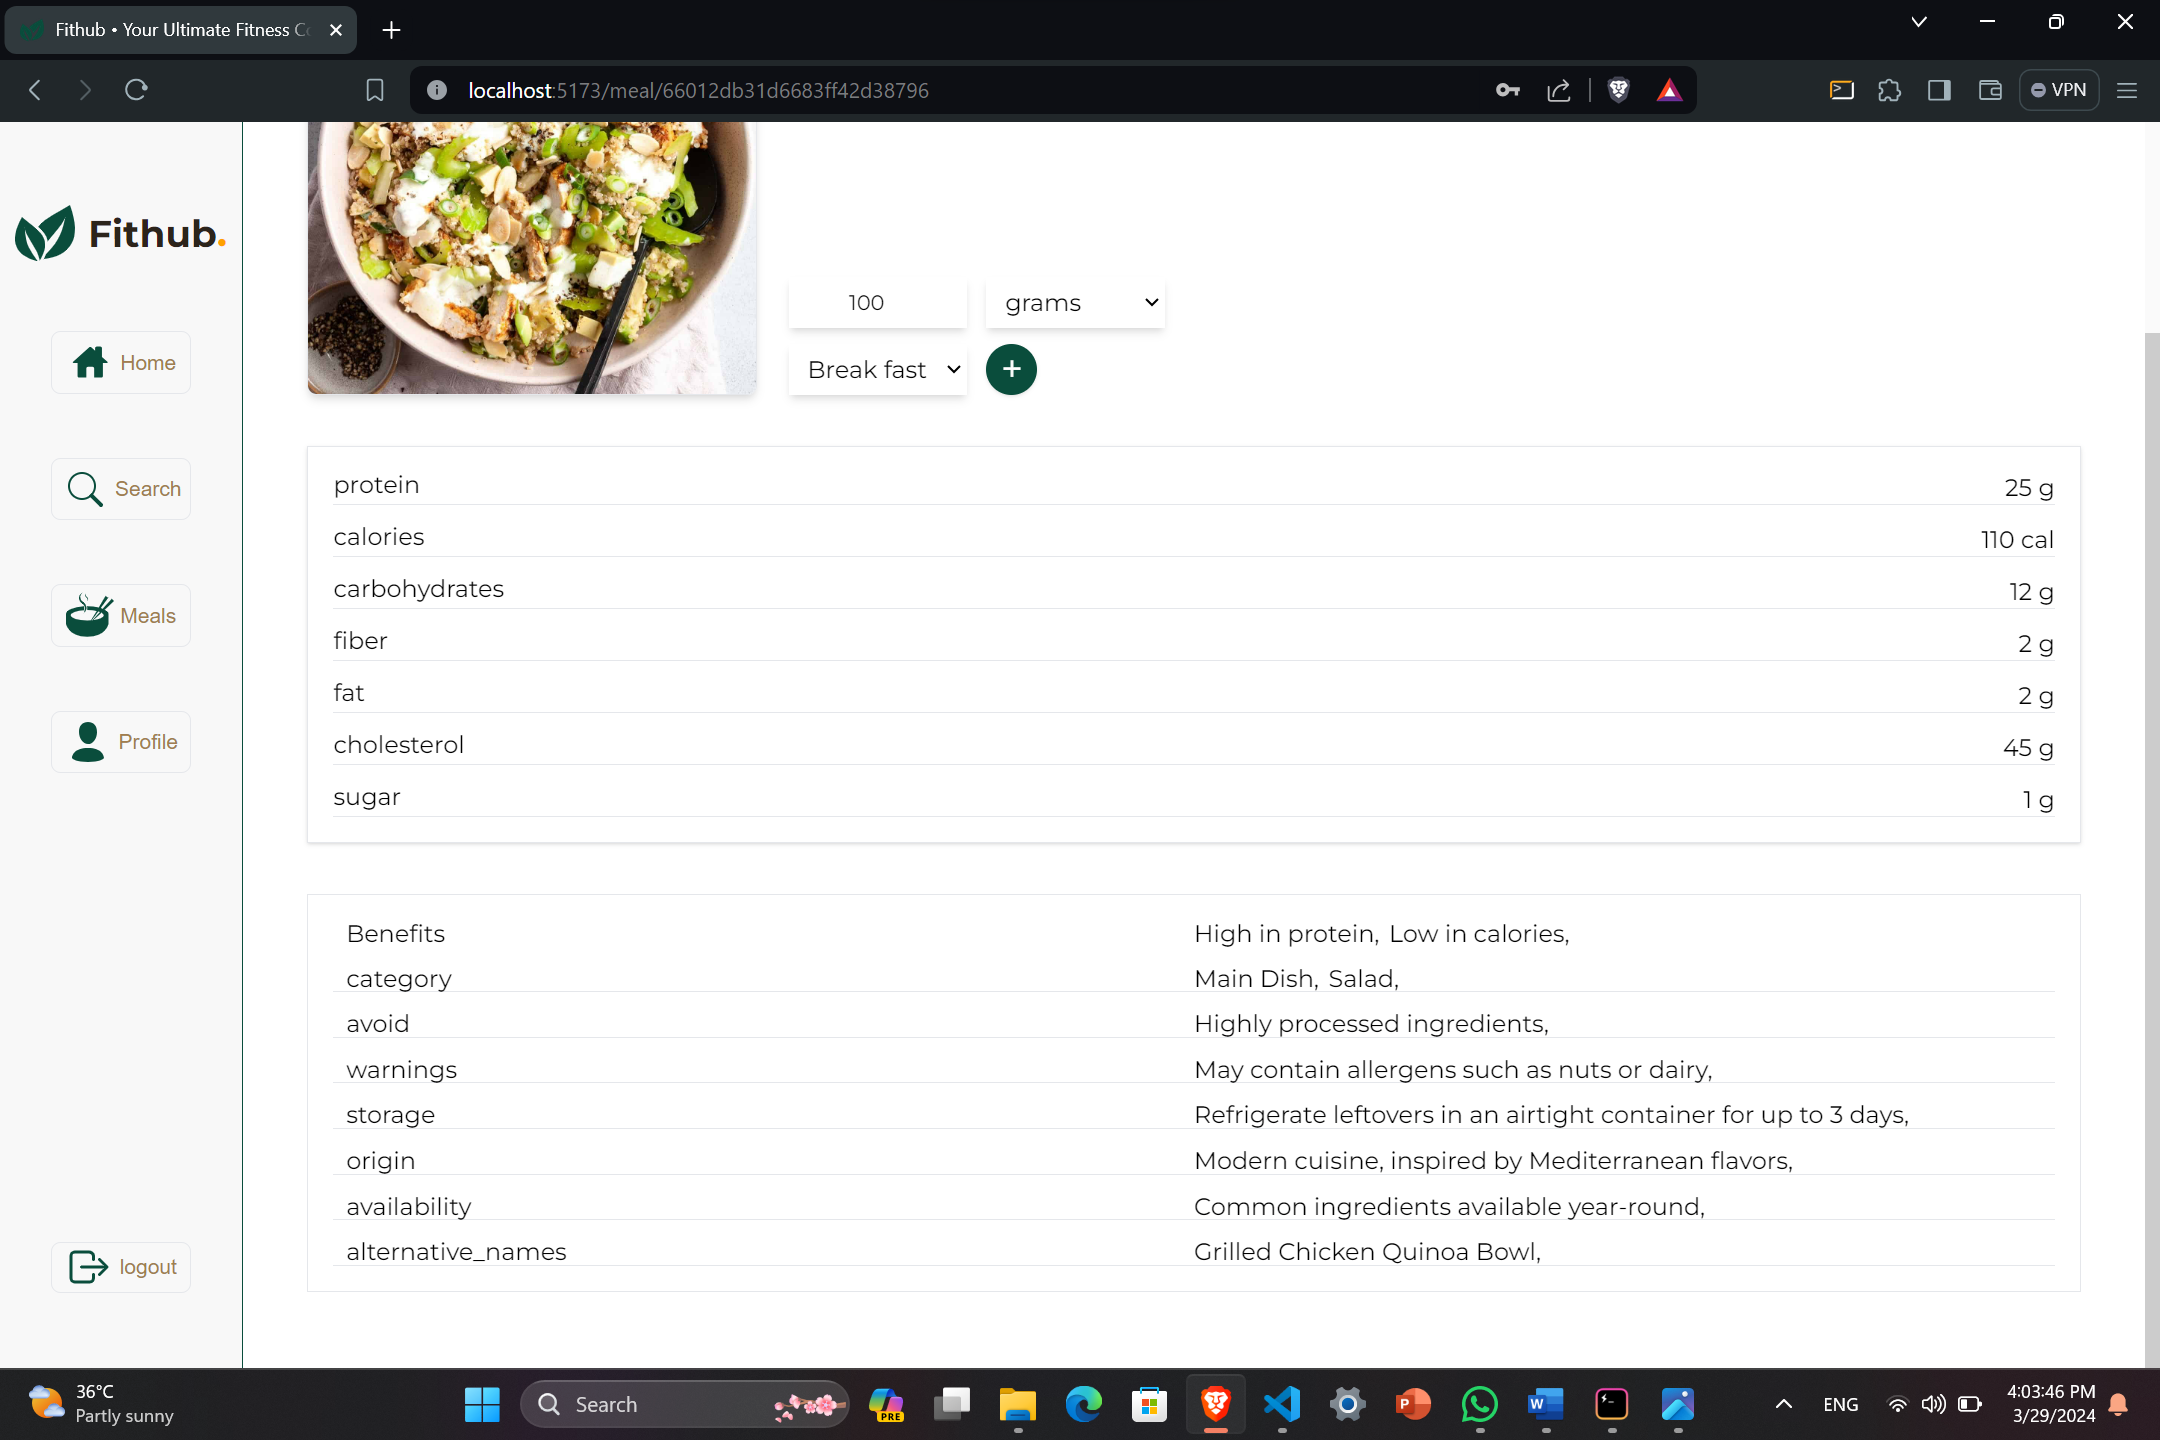 Fithub • Your Ultimate Fitness Co
localhost:5173/meal/66012db31d6683ff42d38796
VPN
Fithub.
Home
Search
Meals
Profile
logout
100
grams
Break fast
+
protein 25 g
calories 110 cal
carbohydrates 12 g
fiber 2 g
fat 2 g
cholesterol 45 g
sugar 1 g
Benefits High in protein, Low in calories,
category Main Dish, Salad,
avoid Highly processed ingredients,
warnings May contain allergens such as nuts or dairy,
storage Refrigerate leftovers in an airtight container for up to 3 days,
origin Modern cuisine, inspired by Mediterranean flavors,
availability Common ingredients available year-round,
alternative_names Grilled Chicken Quinoa Bowl,
36°C
Partly sunny
Search
PRE
P
W
ENG
4:03:46 PM
3/29/2024